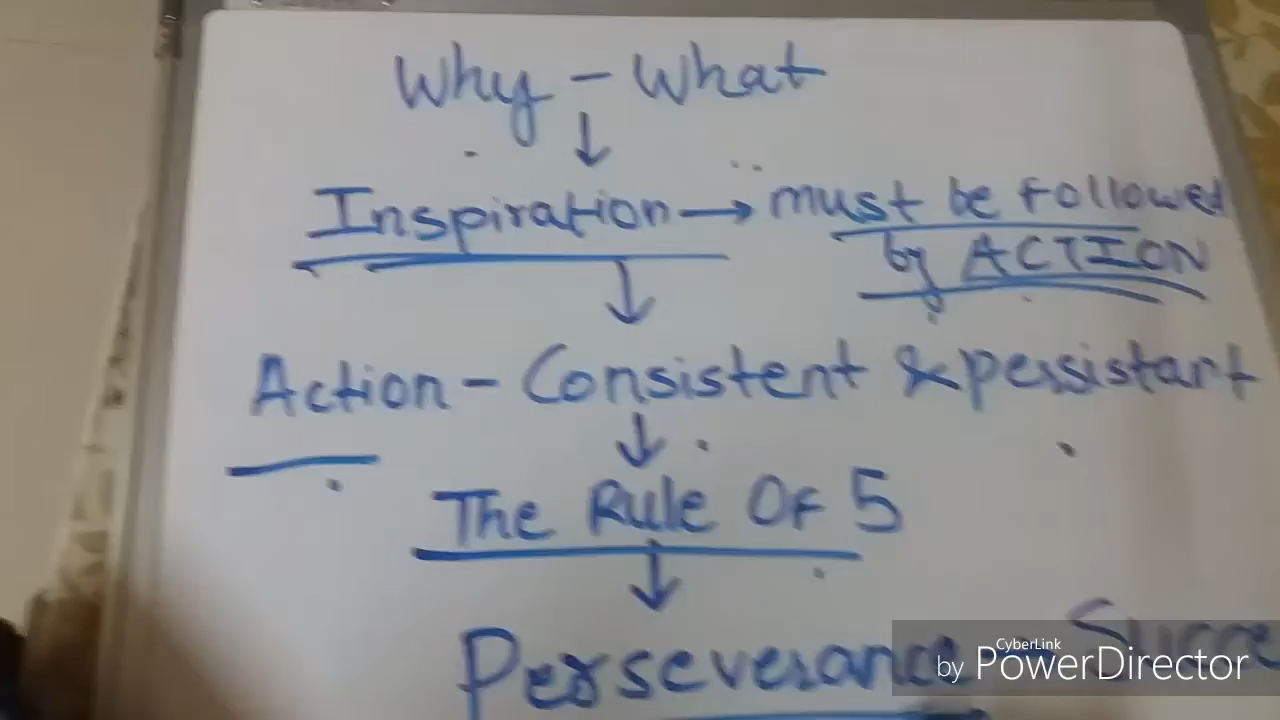 Why - What
↓
Inspiration → must be followed
by ACTION
↓
Action - Consistent & persistant
↓
The Rule Of 5
↓
Perseverance -
CyberLink
by PowerDirector